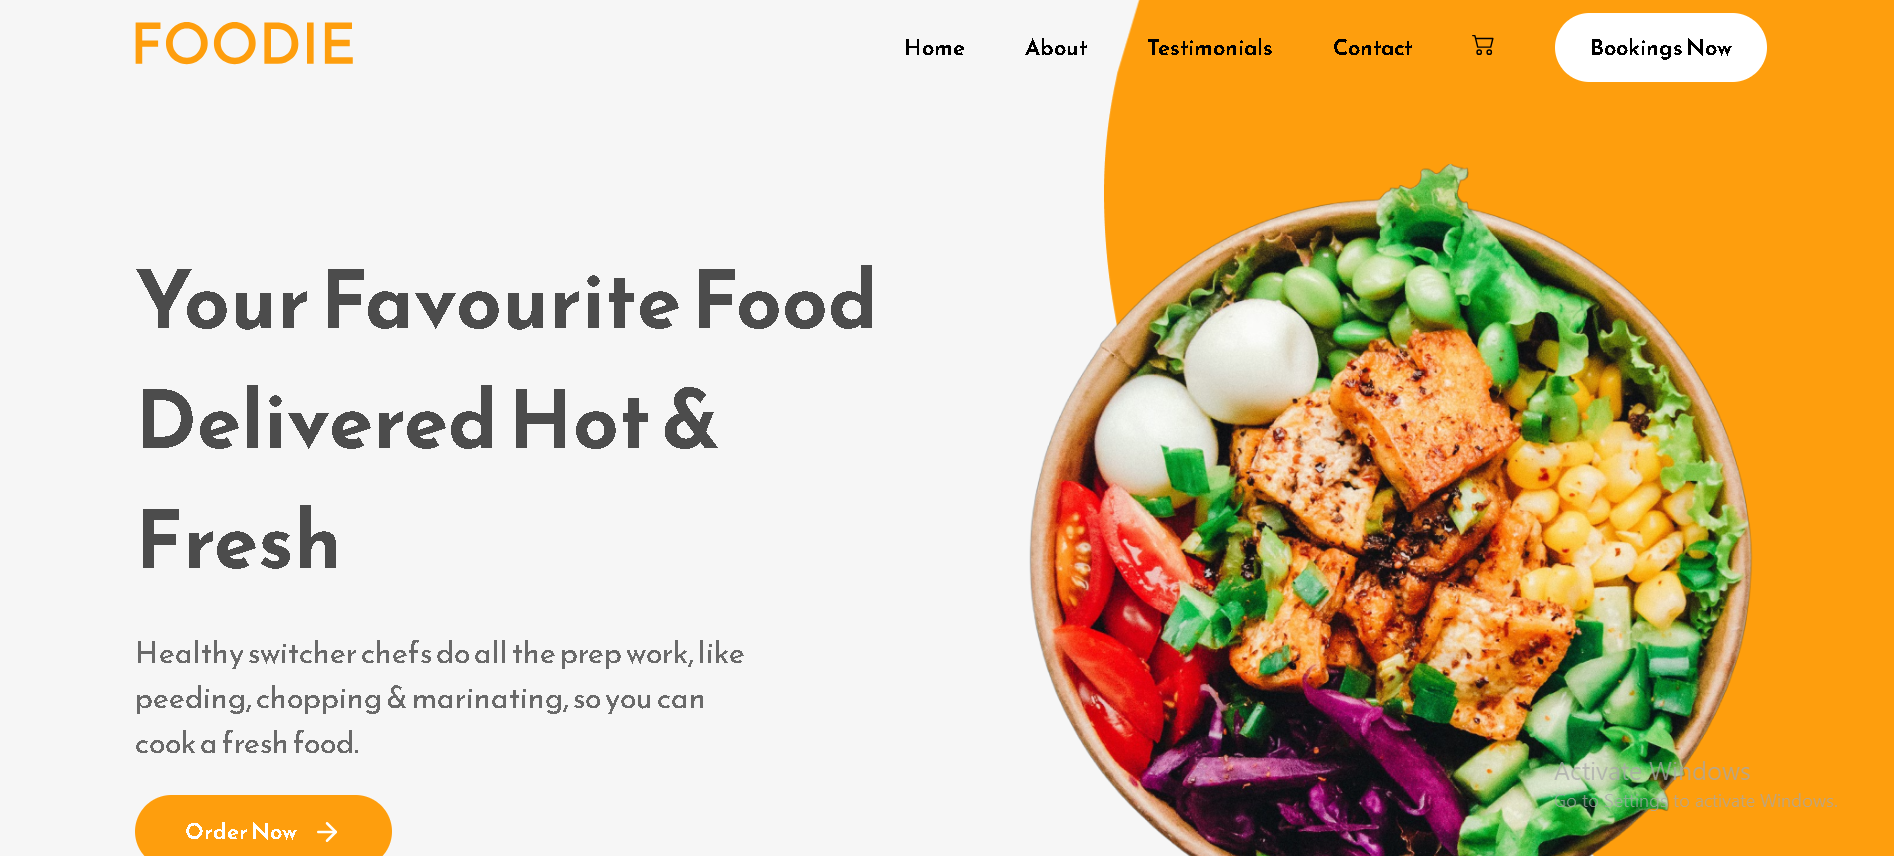 FOODIE
Home About Testimonials Contact Bookings Now
Your Favourite Food
Delivered Hot &
Fresh
Healthy switcher chefs do all the prep work, like
peeding, chopping & marinating, so you can
cook a fresh food.
Order Now
Activate Windows
Go to Settings to activate Windows.